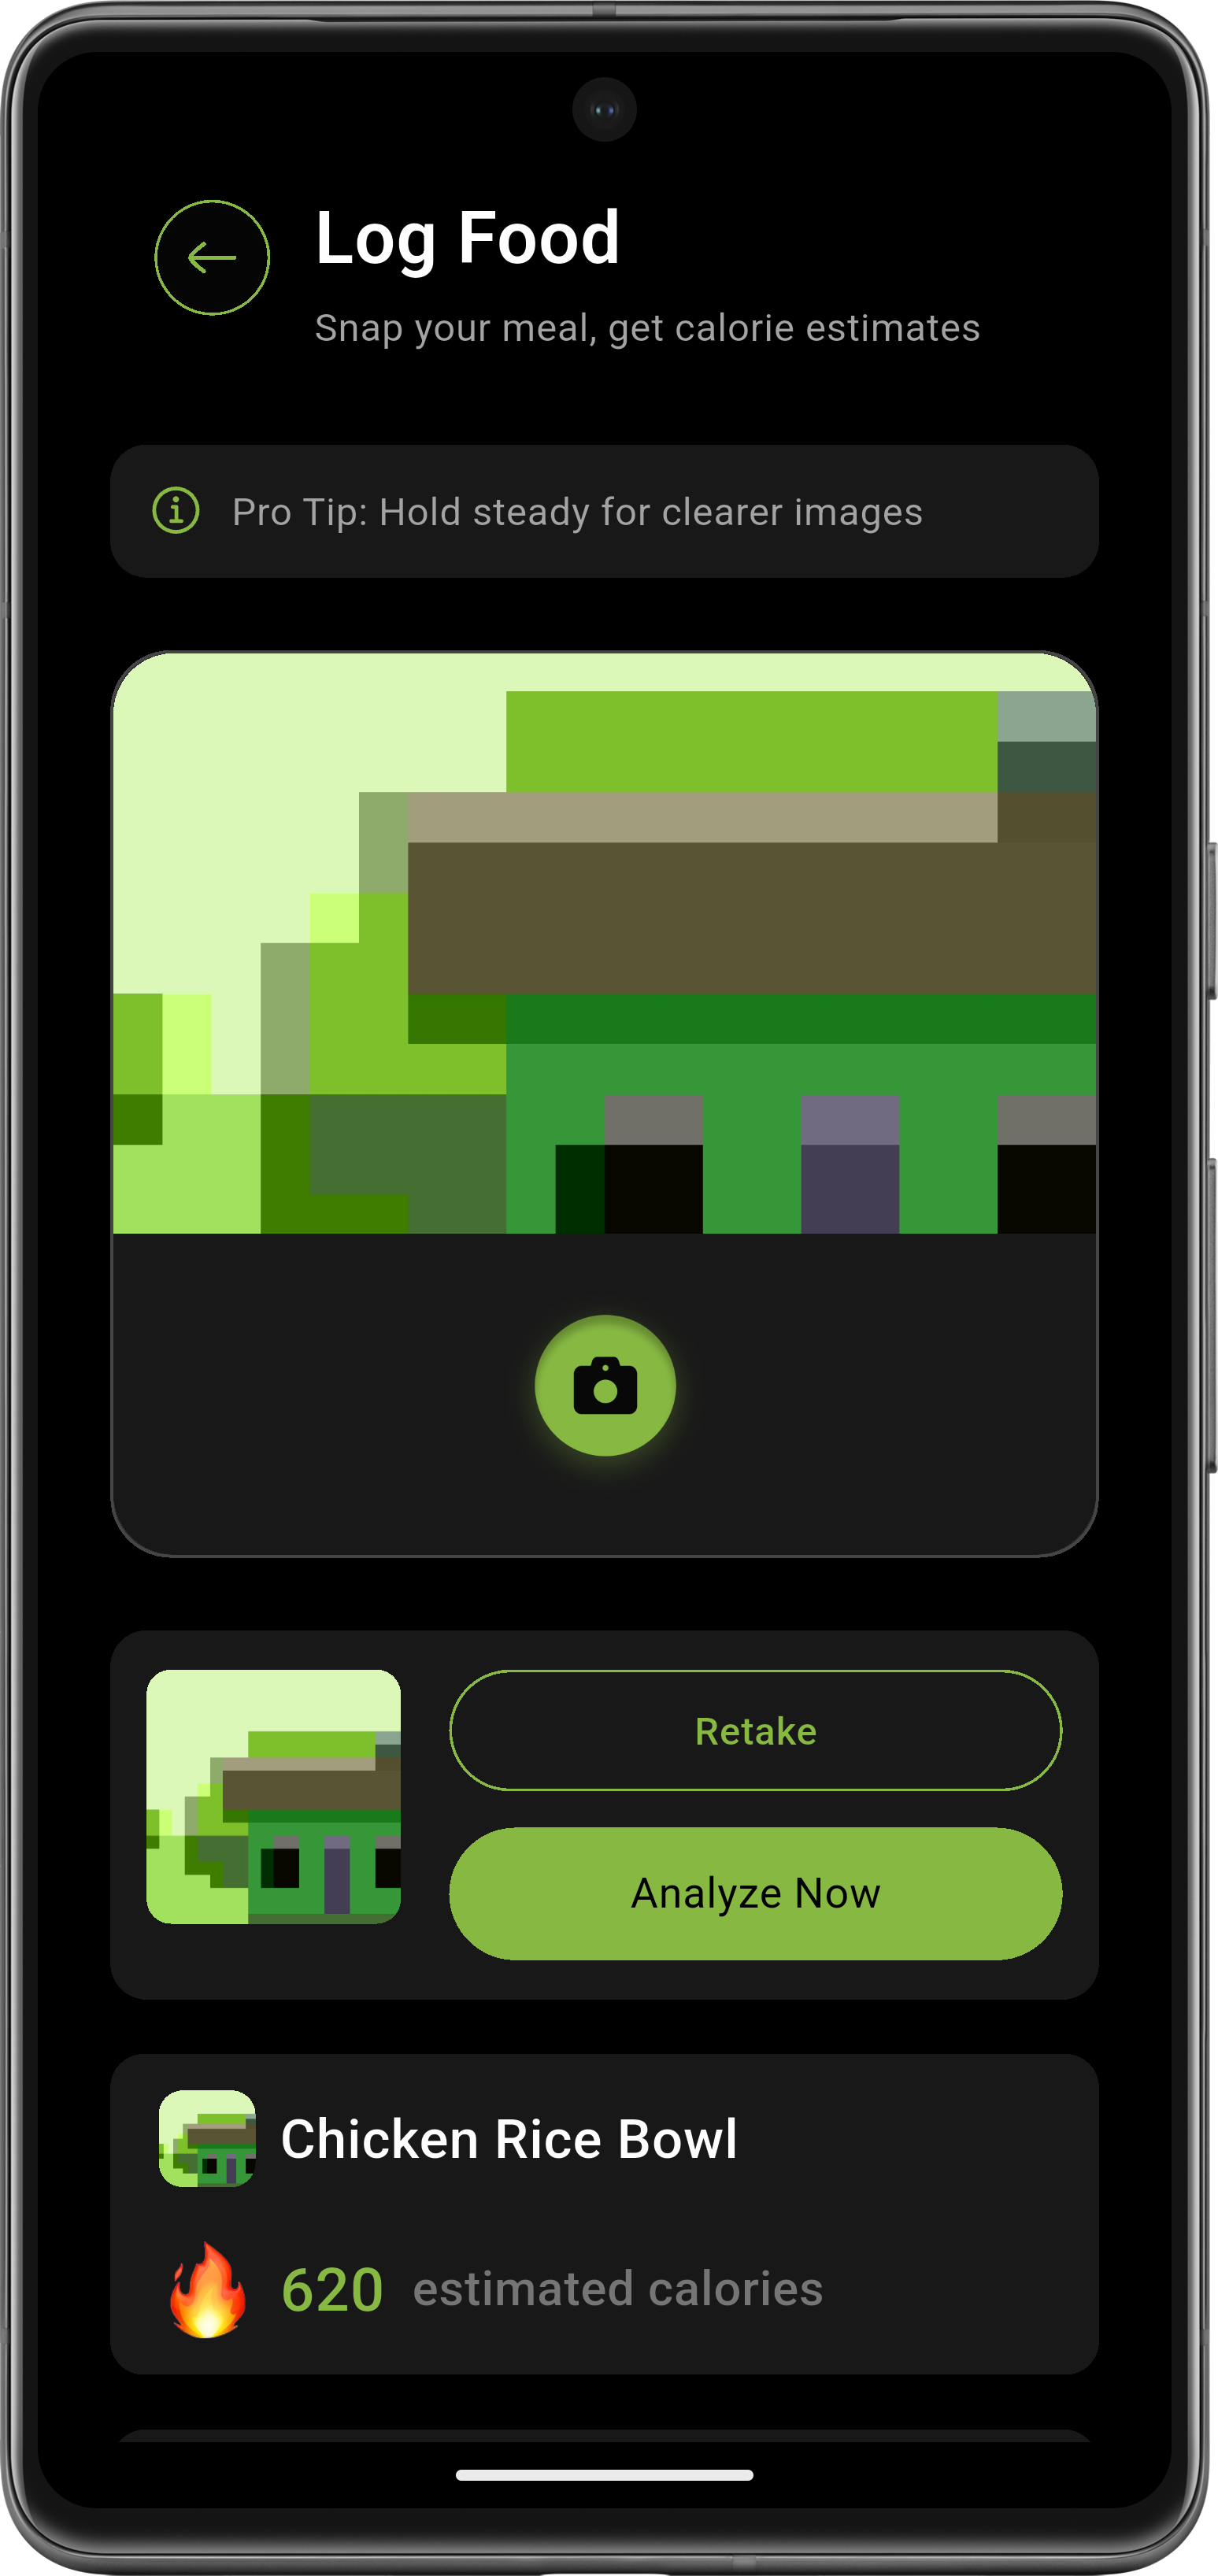 Log Food
Snap your meal, get calorie estimates
Pro Tip: Hold steady for clearer images
Retake
Analyze Now
Chicken Rice Bowl
620 estimated calories